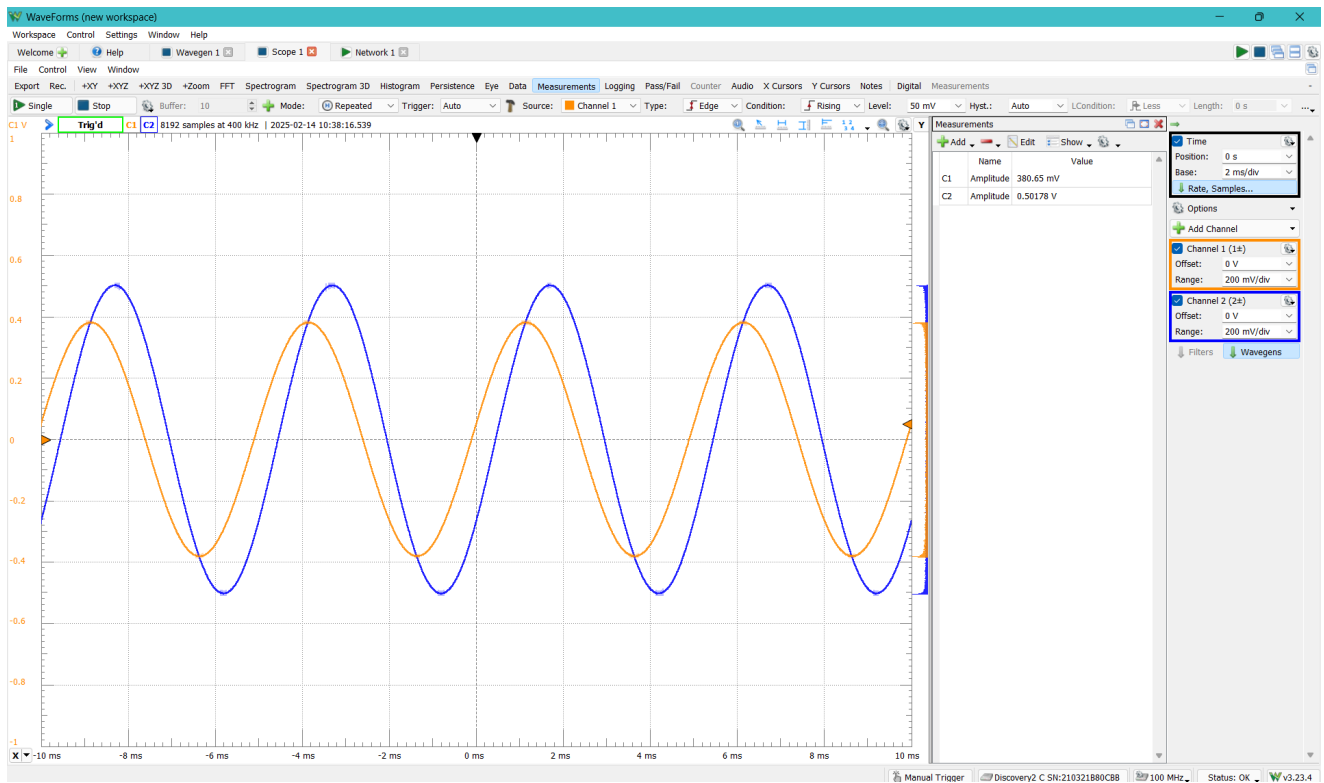 WaveForms (new workspace)
Workspace Control Settings Window Help
Welcome Help Wavegen 1 Scope 1 Network 1
File Control View Window
Export Rec. +XY +XYZ +XYZ 3D +Zoom FFT Spectrogram Spectrogram 3D Histogram Persistence Eye Data Measurements Logging Pass/Fail Counter Audio X Cursors Y Cursors Notes Digital Measurements
Single Stop Buffer: 10 Mode: Repeated Trigger: Auto Source: Channel 1 Type: Edge Condition: Rising Level: 50 mV Hyst.: Auto LCondition: Less Length: 0 s ...
C1 V Trig'd C1 C2 8192 samples at 400 kHz | 2025-02-14 10:38:16.539 Y
1
0.8
0.6
0.4
0.2
0
-0.2
-0.4
-0.6
-0.8
-1
X -10 ms -8 ms -6 ms -4 ms -2 ms 0 ms 2 ms 4 ms 6 ms 8 ms 10 ms
Measurements
Add Edit Show
Name Value
C1 Amplitude 380.65 mV
C2 Amplitude 0.50178 V
Time
Position: 0 s
Base: 2 ms/div
Rate, Samples...
Options
Add Channel
Channel 1 (1±)
Offset: 0 V
Range: 200 mV/div
Channel 2 (2±)
Offset: 0 V
Range: 200 mV/div
Filters Wavegens
Manual Trigger Discovery2 C SN:210321B80CBB 100 MHz Status: OK v3.23.4